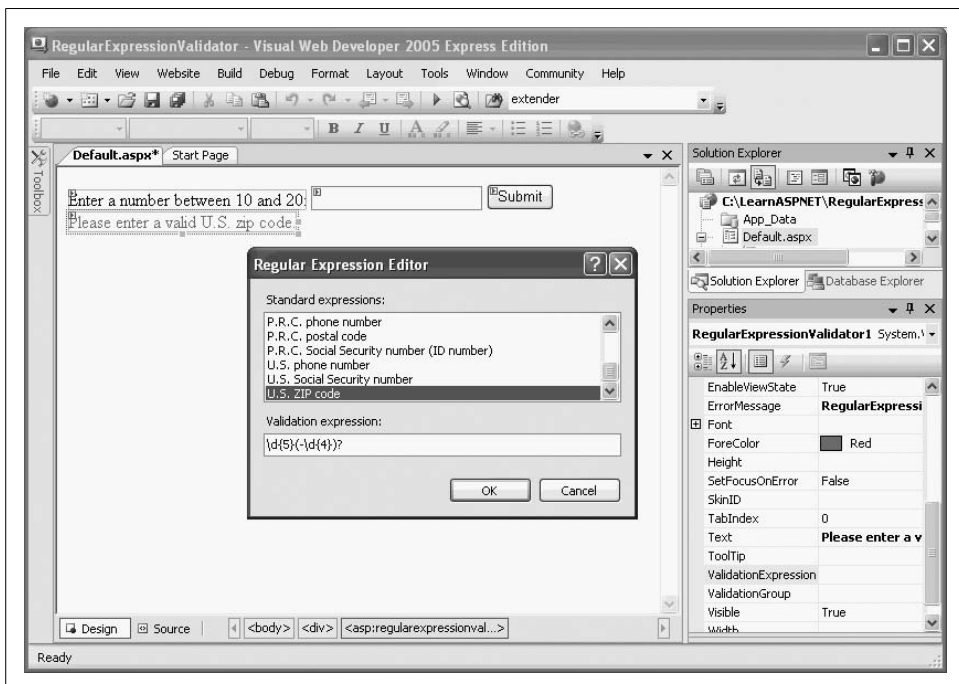 RegularExpressionValidator - Visual Web Developer 2005 Express Edition
File Edit View Website Build Debug Format Layout Tools Window Community Help
extender
B I U A
Toolbox
Default.aspx* Start Page
Enter a number between 10 and 20: Submit
Please enter a valid U.S. zip code.
Regular Expression Editor
Standard expressions:
P.R.C. phone number
P.R.C. postal code
P.R.C. Social Security number (ID number)
U.S. phone number
U.S. Social Security number
U.S. ZIP code
Validation expression:
\d{5}(-\d{4})?
OK Cancel
Solution Explorer
C:\LearnASPNET\RegularExpress
App_Data
Default.aspx
Solution Explorer Database Explorer
Properties
RegularExpressionValidator1 System.
EnableViewState True
ErrorMessage RegularExpressi
Font
ForeColor Red
Height
SetFocusOnError False
SkinID
TabIndex 0
Text Please enter a v
ToolTip
ValidationExpression
ValidationGroup
Visible True
Width
Design Source <body> <div> <asp:regularexpressionval...>
Ready